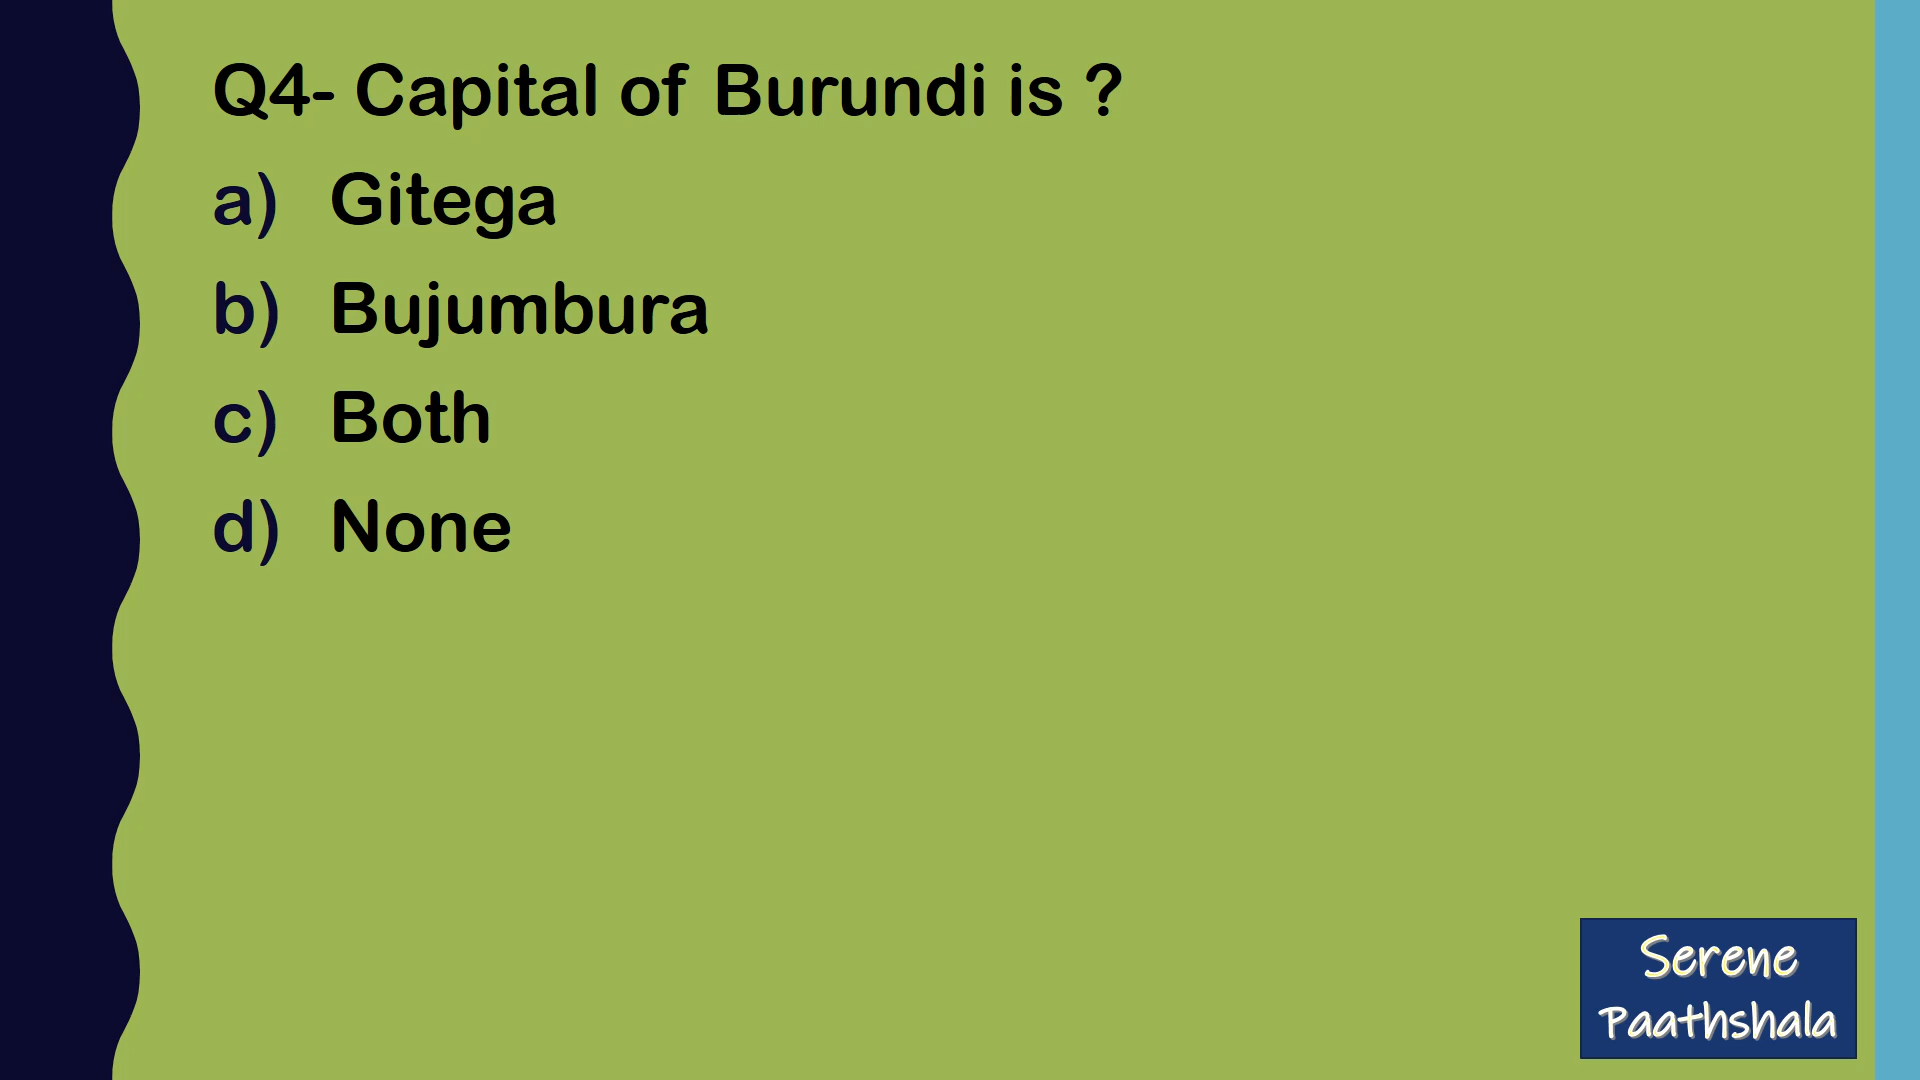 Q4- Capital of Burundi is ?
a) Gitega
b) Bujumbura
c) Both
d) None
Serene
Paathshala